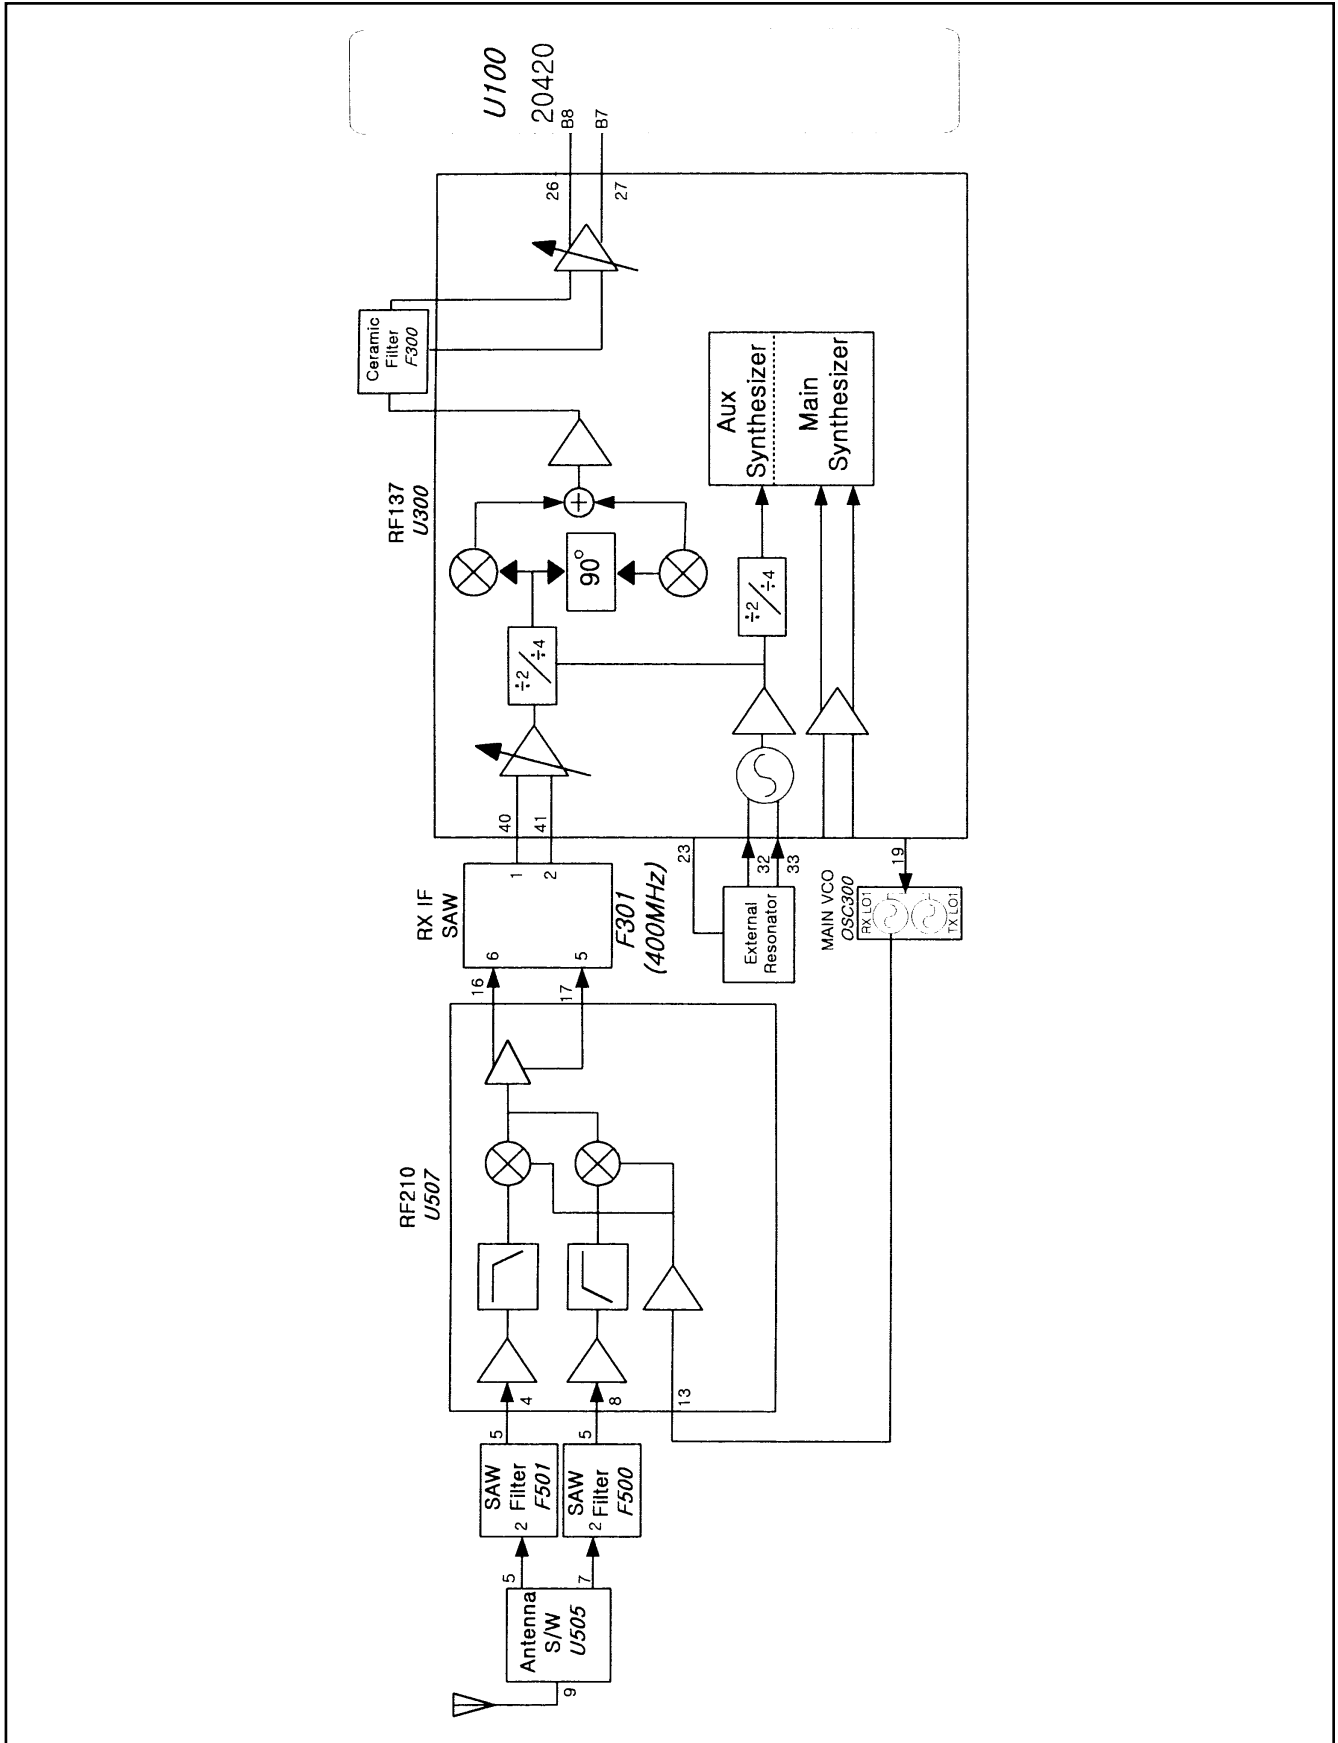 Antenna
S/W
U505
9
5
7
SAW
Filter
F501
2
5
SAW
Filter
F500
2
5
RF210
U507
4
8
13
16
17
RX IF
SAW
6
5
1
2
F301
(400MHz)
External
Resonator
MAIN VCO
OSC300
RX LO1
TX LO1
RF137
U300
40
41
23
32
33
19
÷2
÷4
90°
+
÷2
÷4
Aux
Synthesizer
Main
Synthesizer
Ceramic
Filter
F300
26
27
U100
20420
B8
B7